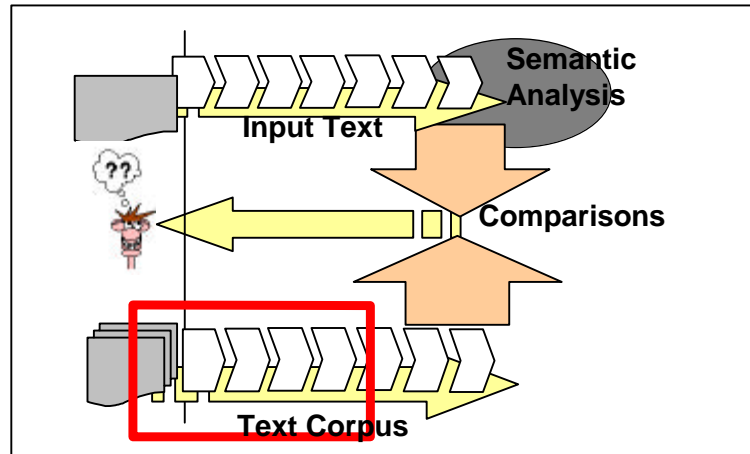 Semantic
Analysis
Input Text
??
Comparisons
Text Corpus